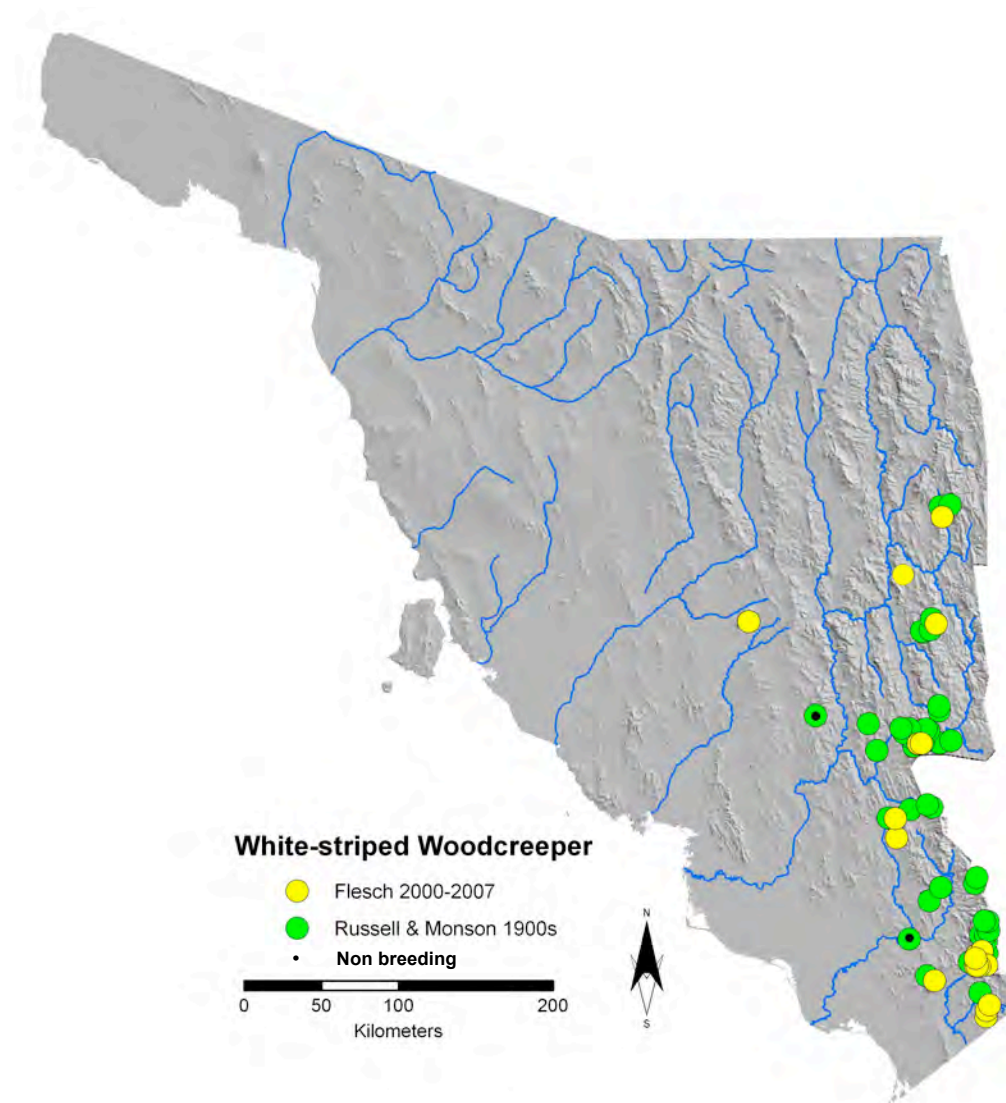 White-striped Woodcreeper
Flesch 2000-2007
Russell & Monson 1900s
Non breeding
N
S
0 50 100 200
Kilometers